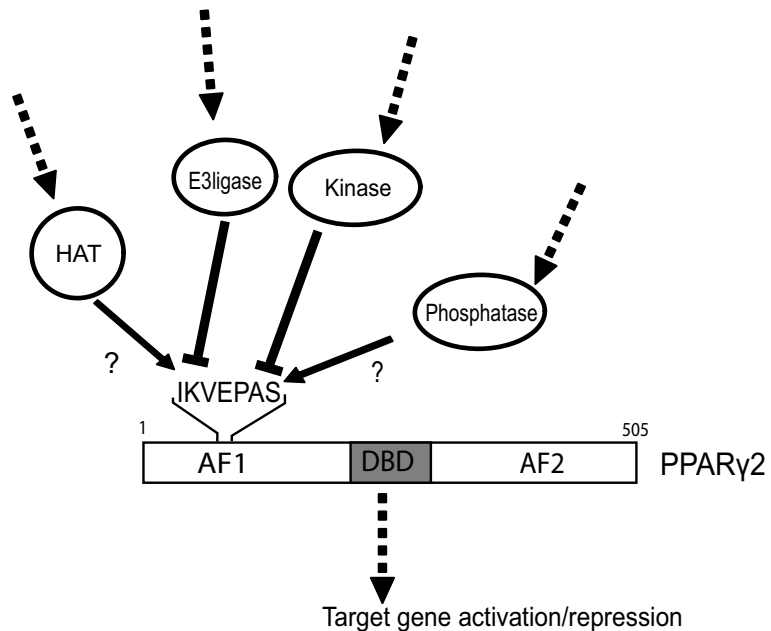 E3ligase
Kinase
HAT
Phosphatase
?
?
IKVEPAS
1
505
AF1
DBD
AF2
PPARγ2
Target gene activation/repression